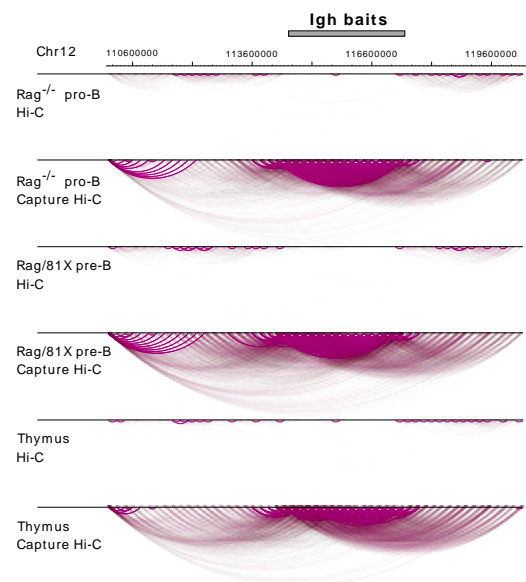 Igh baits
Chr12
110600000 113600000 116600000 119600000
Rag-/- pro-B
Hi-C
Rag-/- pro-B
Capture Hi-C
Rag/81X pre-B
Hi-C
Rag/81X pre-B
Capture Hi-C
Thymus
Hi-C
Thymus
Capture Hi-C